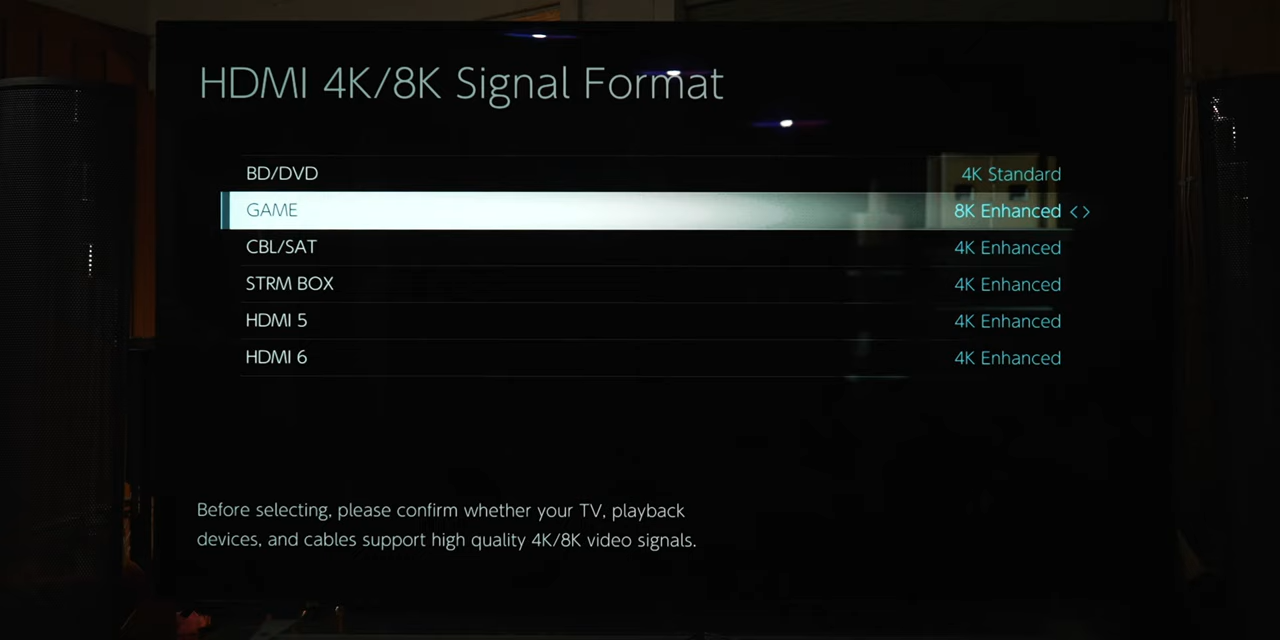 HDMI 4K/8K Signal Format
BD/DVD 4K Standard
GAME 8K Enhanced <>
CBL/SAT 4K Enhanced
STRM BOX 4K Enhanced
HDMI 5 4K Enhanced
HDMI 6 4K Enhanced
Before selecting, please confirm whether your TV, playback
devices, and cables support high quality 4K/8K video signals.